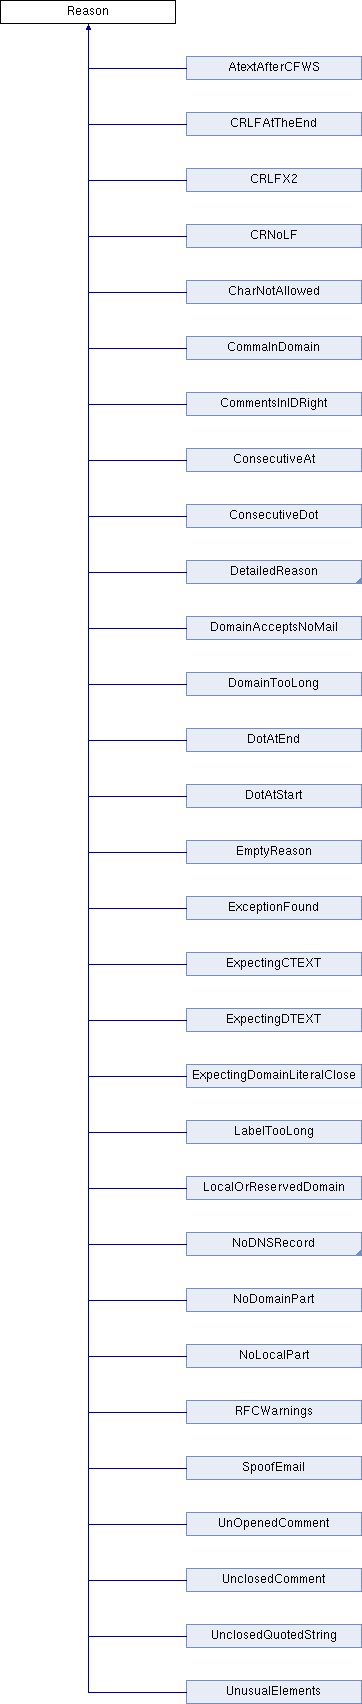 Reason
AtextAfterCFWS
CRLFAtTheEnd
CRLFX2
CRNoLF
CharNotAllowed
CommaInDomain
CommentsInIDRight
ConsecutiveAt
ConsecutiveDot
DetailedReason
DomainAcceptsNoMail
DomainTooLong
DotAtEnd
DotAtStart
EmptyReason
ExceptionFound
ExpectingCTEXT
ExpectingDTEXT
ExpectingDomainLiteralClose
LabelTooLong
LocalOrReservedDomain
NoDNSRecord
NoDomainPart
NoLocalPart
RFCWarnings
SpoofEmail
UnOpenedComment
UnclosedComment
UnclosedQuotedString
UnusualElements